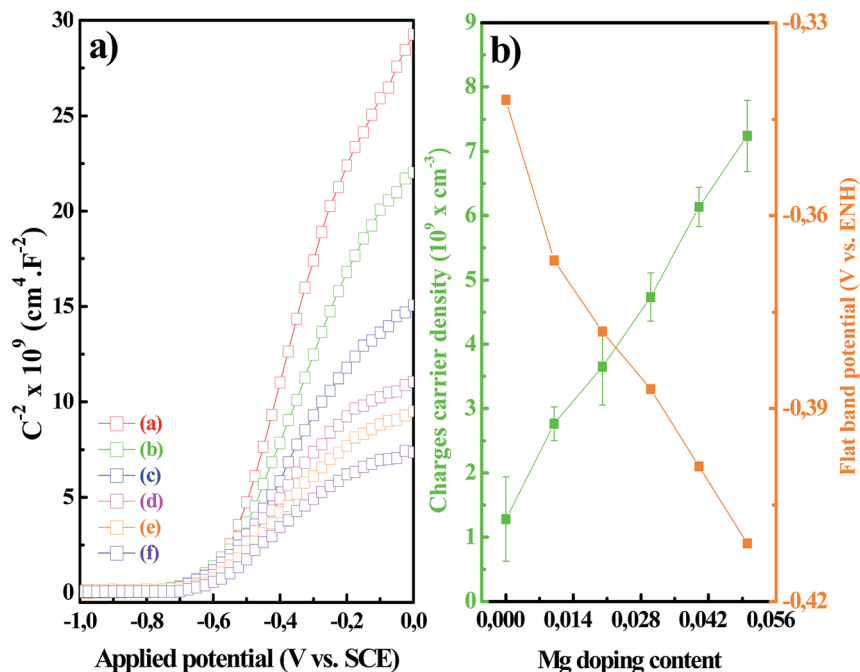 a)
30
25
20
15
10
5
0
C⁻² x 10⁹ (cm⁴.F⁻²)
(a)
(b)
(c)
(d)
(e)
(f)
-1,0 -0,8 -0,6 -0,4 -0,2 0,0
Applied potential (V vs. SCE)
b)
9
8
7
6
5
4
3
2
1
0
Charges carrier density (10⁹ x cm⁻³)
-0,33
-0,36
-0,39
-0,42
Flat band potential (V vs. ENH)
0,000 0,014 0,028 0,042 0,056
Mg doping content